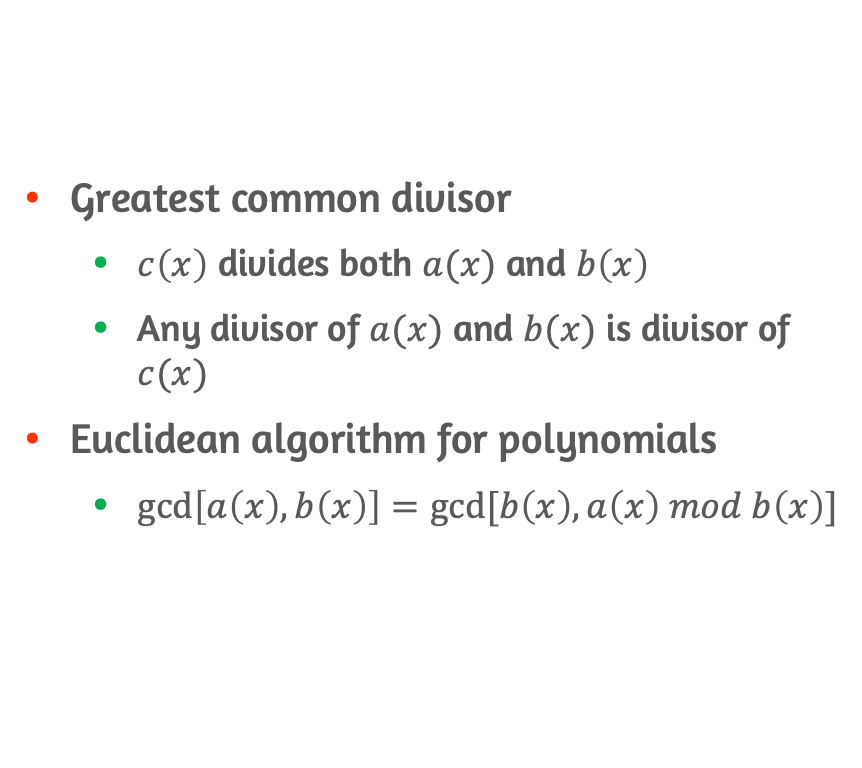 • Greatest common divisor
• 𝑐(𝑥) divides both 𝑎(𝑥) and 𝑏(𝑥)
• Any divisor of 𝑎(𝑥) and 𝑏(𝑥) is divisor of
𝑐(𝑥)
• Euclidean algorithm for polynomials
• gcd[𝑎(𝑥), 𝑏(𝑥)] = gcd[𝑏(𝑥), 𝑎(𝑥) 𝑚𝑜𝑑 𝑏(𝑥)]